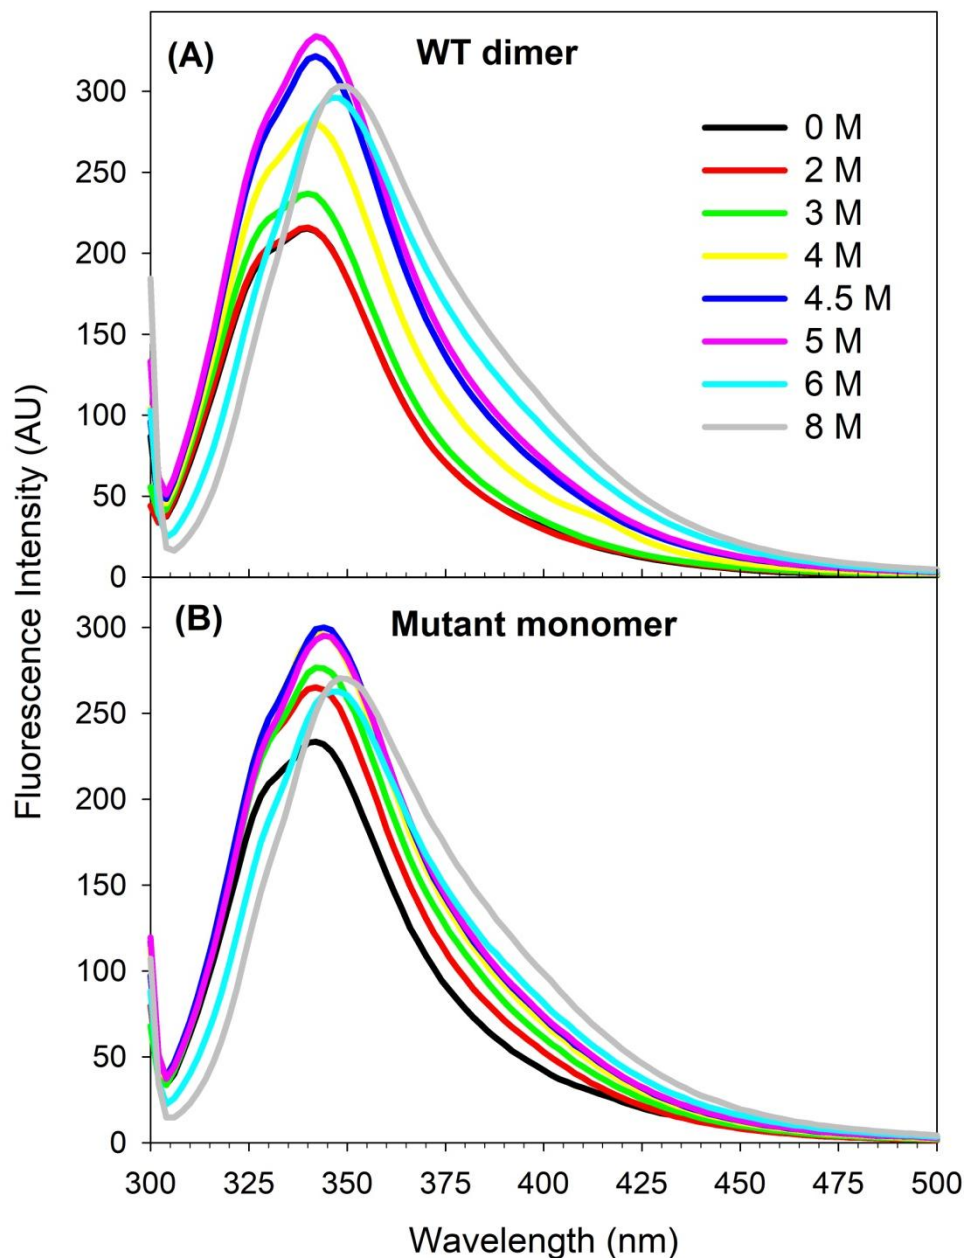 (A) WT dimer
300
250
200
150
100
50
0
0 M
2 M
3 M
4 M
4.5 M
5 M
6 M
8 M
Fluorescence Intensity (AU)
(B) Mutant monomer
300
250
200
150
100
50
0
300 325 350 375 400 425 450 475 500
Wavelength (nm)